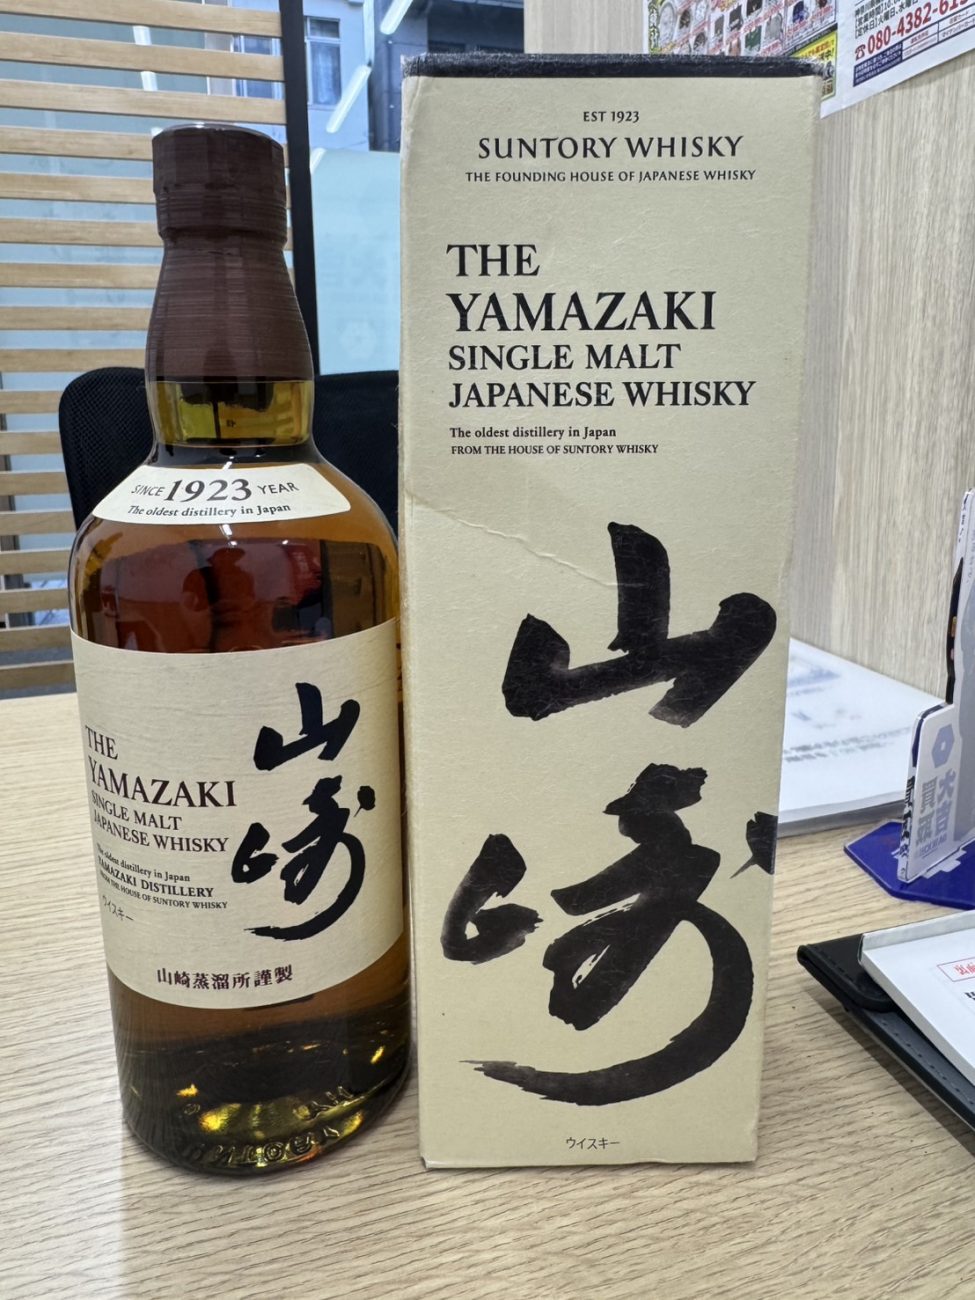 SINCE 1923 YEAR
The oldest distillery in Japan
THE
YAMAZAKI
SINGLE MALT
JAPANESE WHISKY
The oldest distillery in Japan
YAMAZAKI DISTILLERY
FROM THE HOUSE OF SUNTORY WHISKY
ウイスキー
山崎
山崎蒸溜所謹製
EST 1923
SUNTORY WHISKY
THE FOUNDING HOUSE OF JAPANESE WHISKY
THE
YAMAZAKI
SINGLE MALT
JAPANESE WHISKY
The oldest distillery in Japan
FROM THE HOUSE OF SUNTORY WHISKY
山崎
ウイスキー